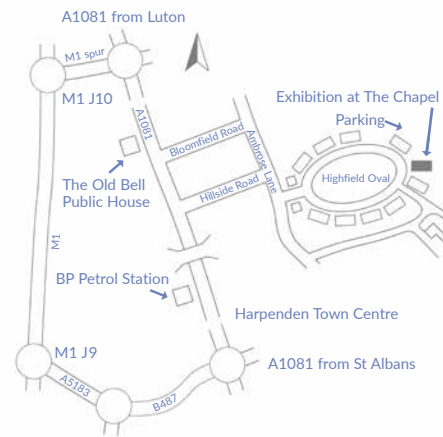 A1081 from Luton
M1 spur
M1 J10
A1081
Exhibition at The Chapel
Parking
Bloomfield Road
Ambrose Lane
The Old Bell
Public House
Hillside Road
Highfield Oval
M1
BP Petrol Station
Harpenden Town Centre
M1 J9
A1081 from St Albans
A5183
B487